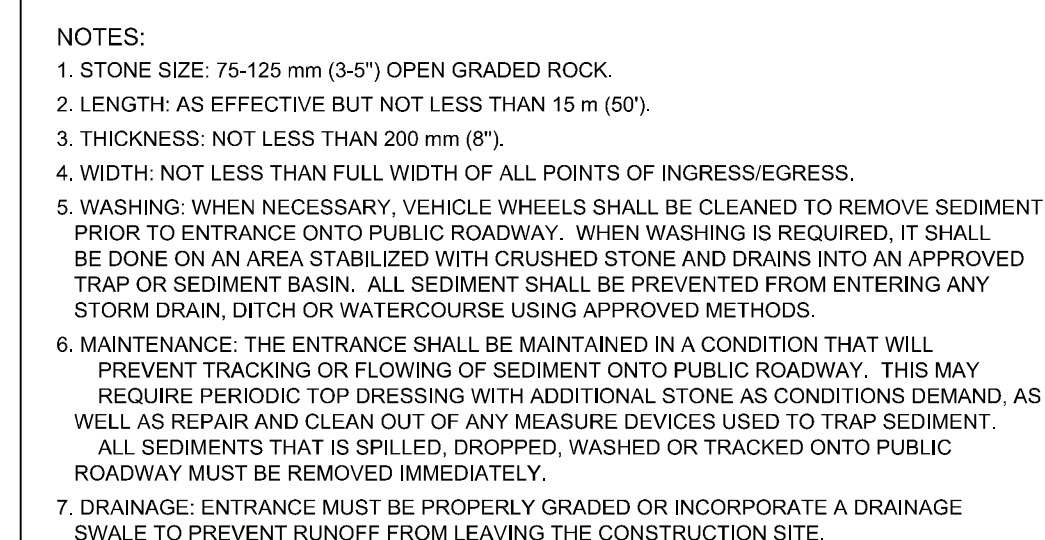 NOTES:
1. STONE SIZE: 75-125 mm (3-5") OPEN GRADED ROCK.
2. LENGTH: AS EFFECTIVE BUT NOT LESS THAN 15 m (50').
3. THICKNESS: NOT LESS THAN 200 mm (8").
4. WIDTH: NOT LESS THAN FULL WIDTH OF ALL POINTS OF INGRESS/EGRESS.
5. WASHING: WHEN NECESSARY, VEHICLE WHEELS SHALL BE CLEANED TO REMOVE SEDIMENT
PRIOR TO ENTRANCE ONTO PUBLIC ROADWAY. WHEN WASHING IS REQUIRED, IT SHALL
BE DONE ON AN AREA STABILIZED WITH CRUSHED STONE AND DRAINS INTO AN APPROVED
TRAP OR SEDIMENT BASIN. ALL SEDIMENT SHALL BE PREVENTED FROM ENTERING ANY
STORM DRAIN, DITCH OR WATERCOURSE USING APPROVED METHODS.
6. MAINTENANCE: THE ENTRANCE SHALL BE MAINTAINED IN A CONDITION THAT WILL
PREVENT TRACKING OR FLOWING OF SEDIMENT ONTO PUBLIC ROADWAY. THIS MAY
REQUIRE PERIODIC TOP DRESSING WITH ADDITIONAL STONE AS CONDITIONS DEMAND, AS
WELL AS REPAIR AND CLEAN OUT OF ANY MEASURE DEVICES USED TO TRAP SEDIMENT.
ALL SEDIMENTS THAT IS SPILLED, DROPPED, WASHED OR TRACKED ONTO PUBLIC
ROADWAY MUST BE REMOVED IMMEDIATELY.
7. DRAINAGE: ENTRANCE MUST BE PROPERLY GRADED OR INCORPORATE A DRAINAGE
SWALE TO PREVENT RUNOFF FROM LEAVING THE CONSTRUCTION SITE.